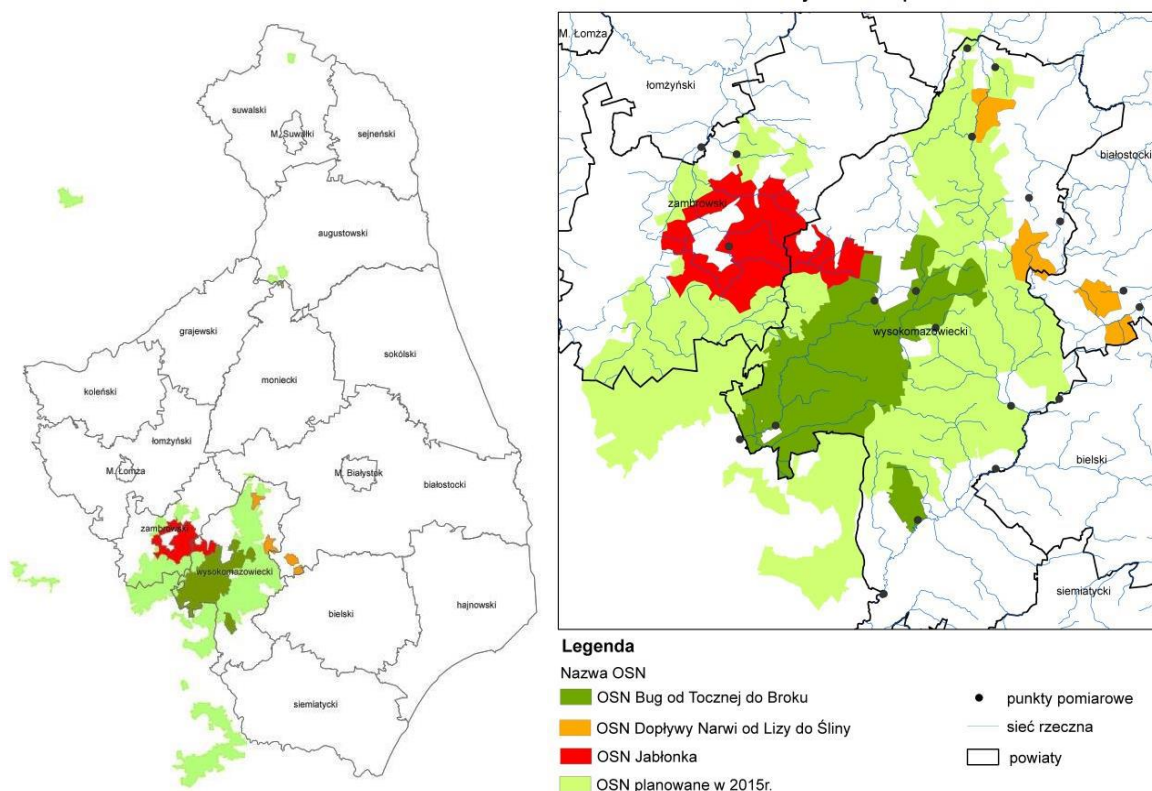 suwalski
M. Suwałki
sejneński
augustowski
grajewski
sokólski
moniecki
koleński
łomżyński
M. Łomża
M. Białystok
białostocki
zambrowski
wysokomazowiecki
bielski
hajnowski
siemiatycki
M. Łomża
łomżyński
białostocki
zambrowski
wysokomazowiecki
bielski
siemiatycki
Legenda
Nazwa OSN
OSN Bug od Tocznej do Broku
OSN Dopływy Narwi od Lizy do Śliny
OSN Jabłonka
OSN planowane w 2015r.
punkty pomiarowe
sieć rzeczna
powiaty